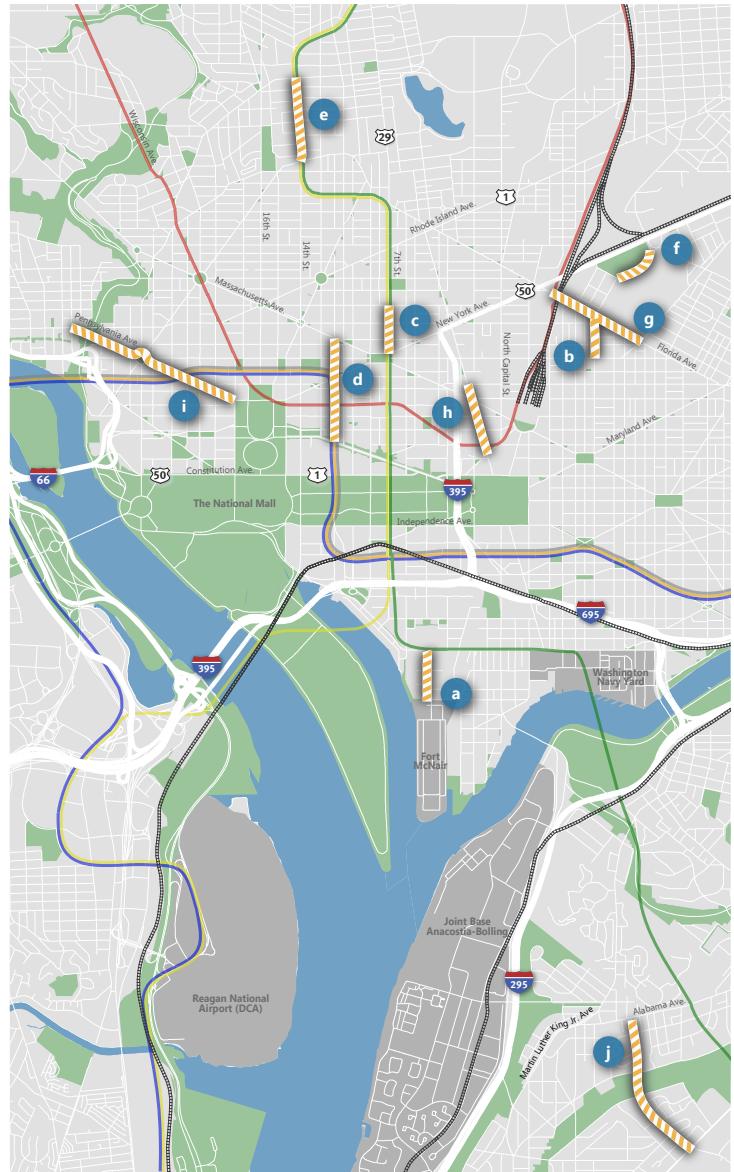 e
29
Wisconsin Ave.
1
Rhode Island Ave.
16th St.
14th St.
7th St.
f
Massachusetts Ave.
50
New York Ave.
c
g
Pennsylvania Ave.
North Capital St.
b
Florida Ave.
d
i
h
Maryland Ave.
66
50
Constitution Ave.
1
395
The National Mall
Independence Ave.
695
395
Washington
Navy Yard
a
Fort
McNair
Joint Base
Anacostia-Bolling
295
Reagan National
Airport (DCA)
Alabama Ave.
Martin Luther King Jr. Ave
j